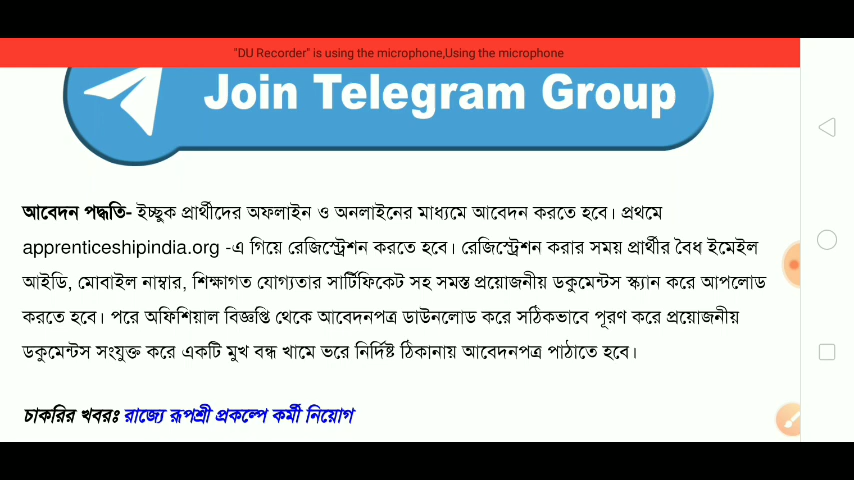 "DU Recorder" is using the microphone,Using the microphone
Join Telegram Group
আবেদন পদ্ধতি- ইচ্ছুক প্রার্থীদের অফলাইন ও অনলাইনের মাধ্যমে আবেদন করতে হবে। প্রথমে
apprenticeshipindia.org -এ গিয়ে রেজিস্ট্রেশন করতে হবে। রেজিস্ট্রেশন করার সময় প্রার্থীর বৈধ ইমেইল
আইডি, মোবাইল নাম্বার, শিক্ষাগত যোগ্যতার সার্টিফিকেট সহ সমস্ত প্রয়োজনীয় ডকুমেন্টস স্ক্যান করে আপলোড
করতে হবে। পরে অফিশিয়াল বিজ্ঞপ্তি থেকে আবেদনপত্র ডাউনলোড করে সঠিকভাবে পূরণ করে প্রয়োজনীয়
ডকুমেন্টস সংযুক্ত করে একটি মুখ বন্ধ খামে ভরে নির্দিষ্ট ঠিকানায় আবেদনপত্র পাঠাতে হবে।
চাকরির খবরঃ রাজ্যে রূপশ্রী প্রকল্পে কর্মী নিয়োগ